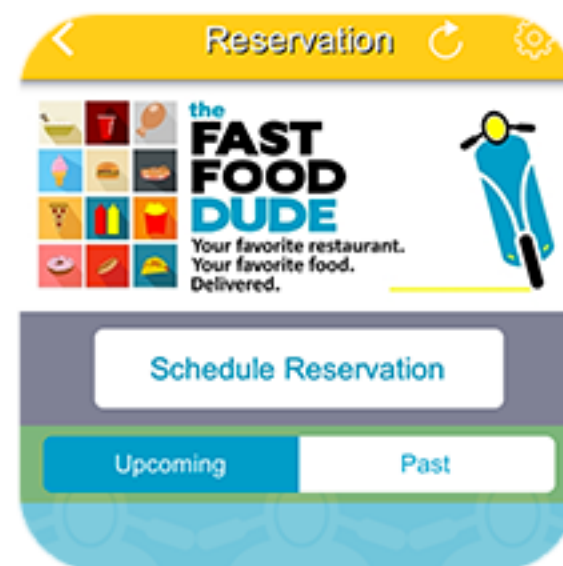 Reservation
the
FAST
FOOD
DUDE
Your favorite restaurant.
Your favorite food.
Delivered.
Schedule Reservation
Upcoming
Past